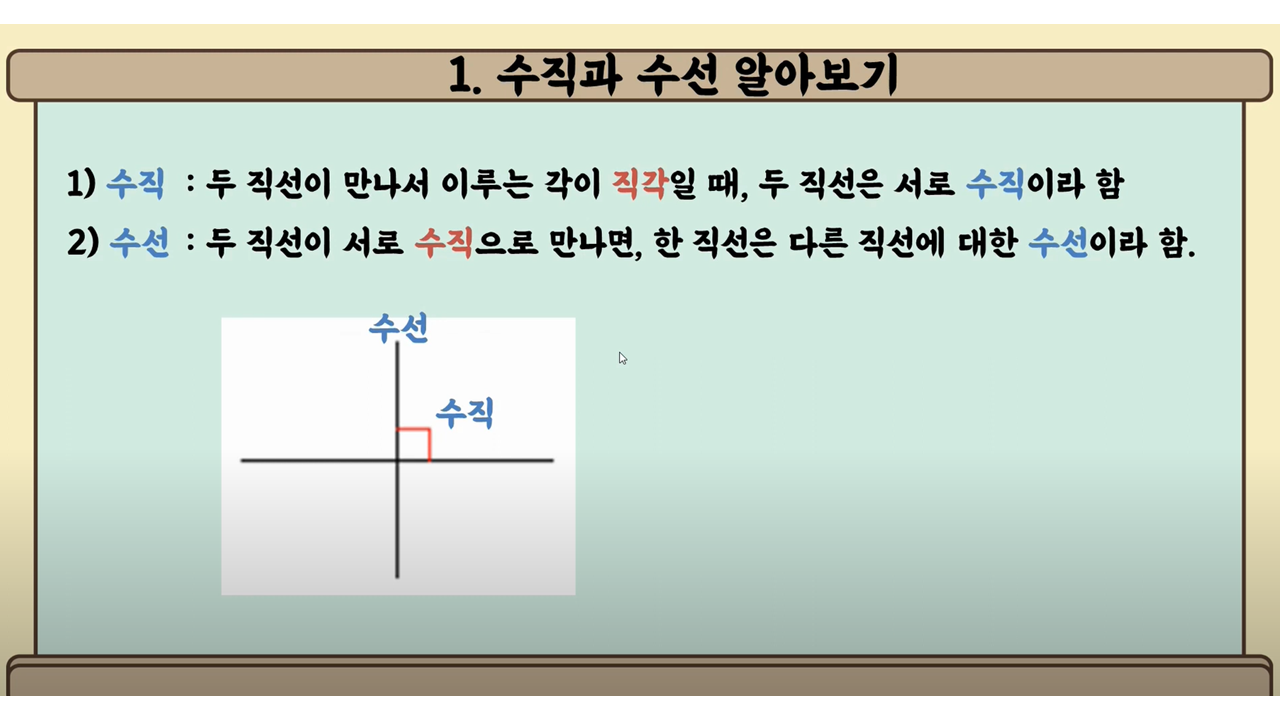 1. 수직과 수선 알아보기
1) 수직 : 두 직선이 만나서 이루는 각이 직각일 때, 두 직선은 서로 수직이라 함
2) 수선 : 두 직선이 서로 수직으로 만나면, 한 직선은 다른 직선에 대한 수선이라 함.
수선
수직